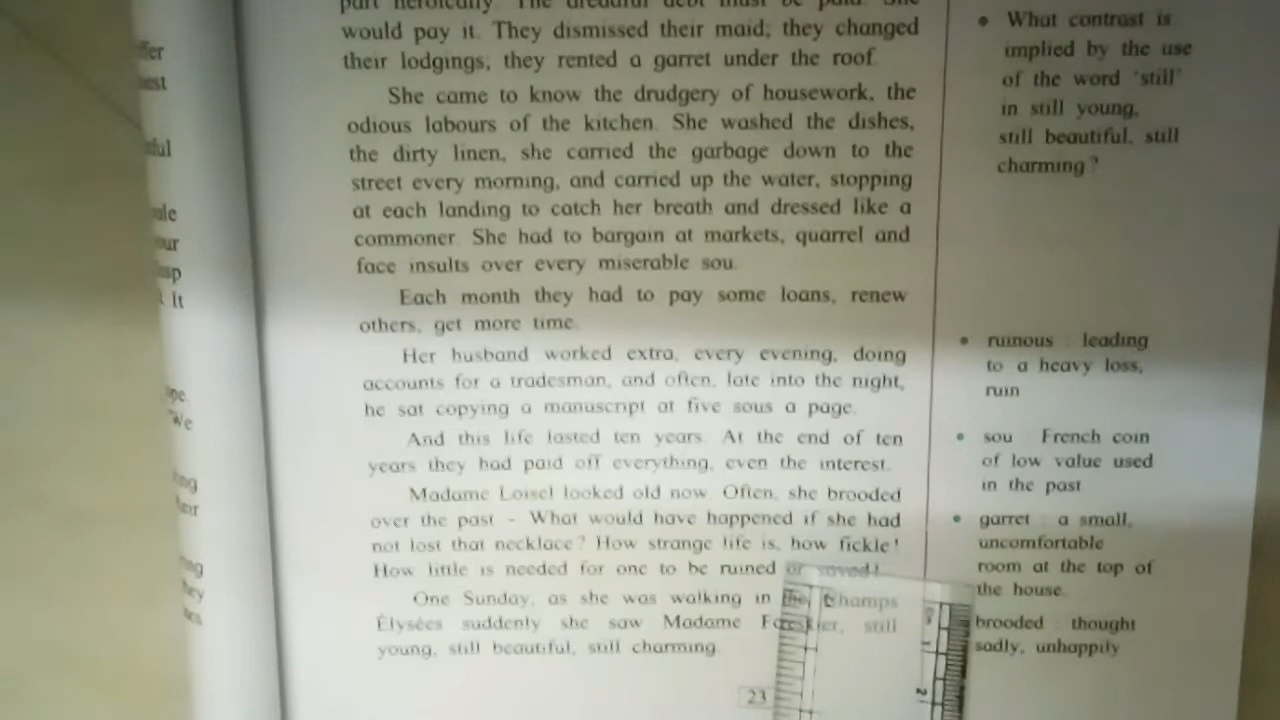 part heroically. The dreadful debt must be paid. She
would pay it. They dismissed their maid; they changed
their lodgings; they rented a garret under the roof.
She came to know the drudgery of housework, the
odious labours of the kitchen. She washed the dishes,
the dirty linen, she carried the garbage down to the
street every morning, and carried up the water, stopping
at each landing to catch her breath and dressed like a
commoner. She had to bargain at markets, quarrel and
face insults over every miserable sou.
Each month they had to pay some loans, renew
others, get more time.
Her husband worked extra, every evening, doing
accounts for a tradesman, and often, late into the night,
he sat copying a manuscript at five sous a page.
And this life lasted ten years. At the end of ten
years they had paid off everything, even the interest.
Madame Loisel looked old now. Often, she brooded
over the past - What would have happened if she had
not lost that necklace? How strange life is, how fickle!
How little is needed for one to be ruined or saved!
One Sunday, as she was walking in the Champs
Élysées suddenly she saw Madame Forestier, still
young, still beautiful, still charming.
23
• What contrast is
implied by the use
of the word 'still'
in still young,
still beautiful, still
charming?
• ruinous : leading
to a heavy loss,
ruin
• sou : French coin
of low value used
in the past
• garret : a small,
uncomfortable
room at the top of
the house.
brooded : thought
sadly, unhappily
1
2